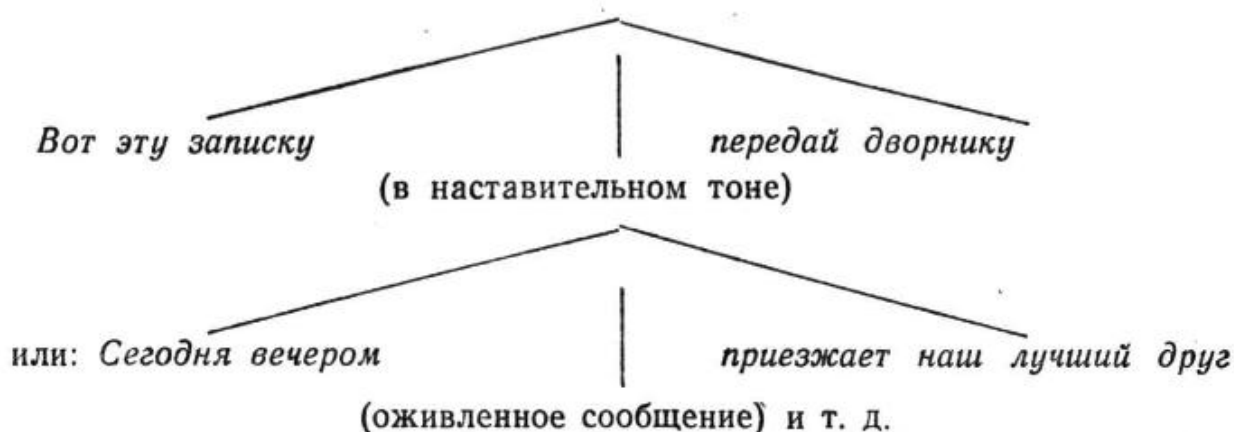 Вот эту записку передай дворнику
(в наставительном тоне)
или: Сегодня вечером приезжает наш лучший друг
(оживленное сообщение) и т. д.